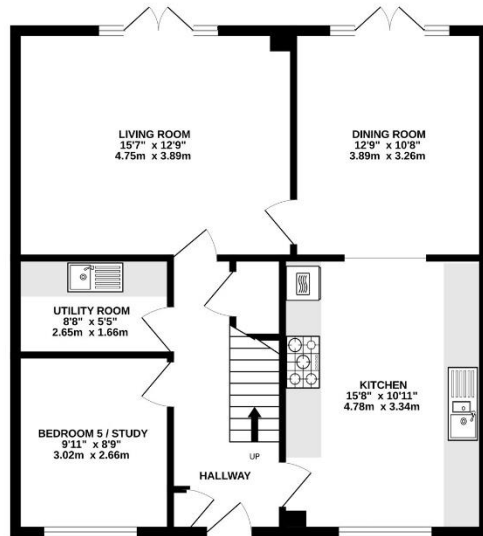 LIVING ROOM
15'7" x 12'9"
4.75m x 3.89m
DINING ROOM
12'9" x 10'8"
3.89m x 3.26m
UTILITY ROOM
8'8" x 5'5"
2.65m x 1.66m
KITCHEN
15'8" x 10'11"
4.78m x 3.34m
BEDROOM 5 / STUDY
9'11" x 8'9"
3.02m x 2.66m
UP
HALLWAY